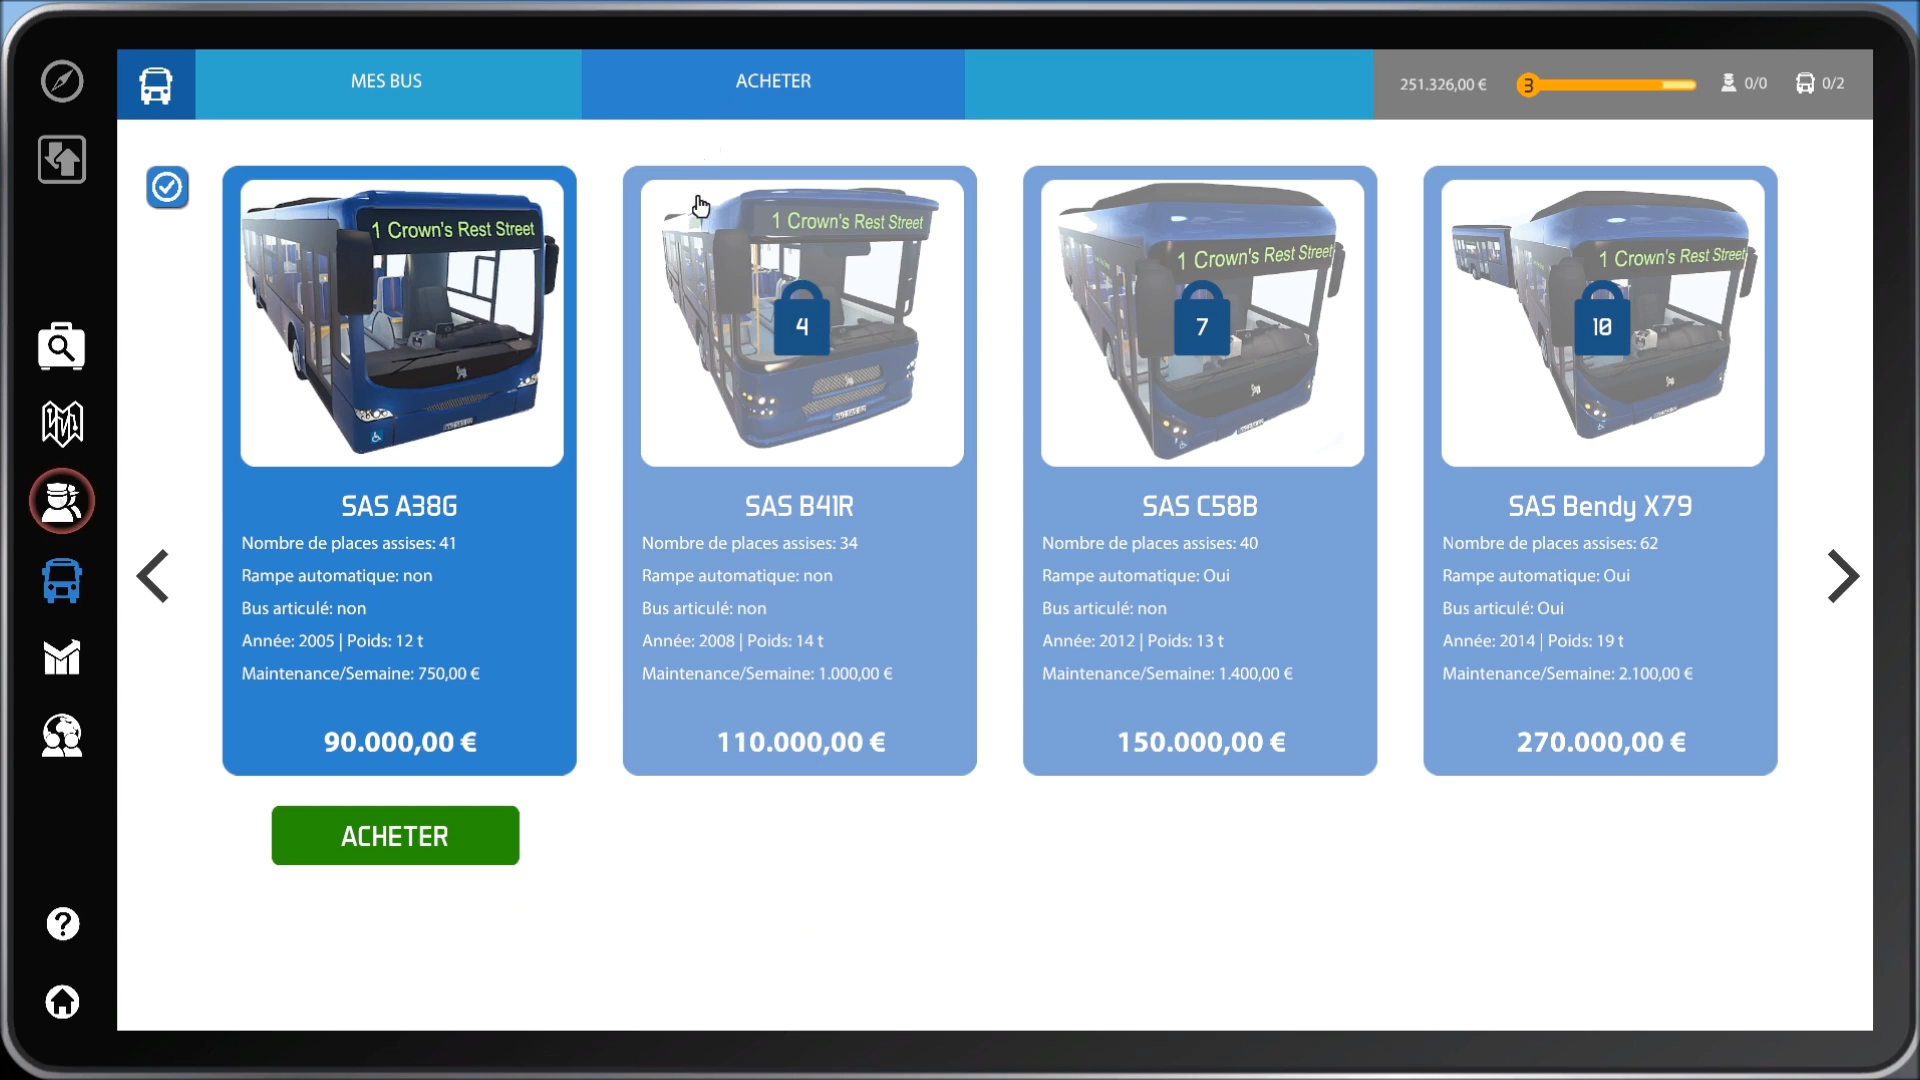 MES BUS
ACHETER
251.326,00 €
3
0/0
0/2
1 Crown's Rest Street
1 Crown's Rest Street
1 Crown's Rest Street
1 Crown's Rest Street
4
7
10
SAS A38G
Nombre de places assises: 41
Rampe automatique: non
Bus articulé: non
Année: 2005 | Poids: 12 t
Maintenance/Semaine: 750,00 €
90.000,00 €
ACHETER
SAS B41R
Nombre de places assises: 34
Rampe automatique: non
Bus articulé: non
Année: 2008 | Poids: 14 t
Maintenance/Semaine: 1.000,00 €
110.000,00 €
SAS C58B
Nombre de places assises: 40
Rampe automatique: Oui
Bus articulé: non
Année: 2012 | Poids: 13 t
Maintenance/Semaine: 1.400,00 €
150.000,00 €
SAS Bendy X79
Nombre de places assises: 62
Rampe automatique: Oui
Bus articulé: Oui
Année: 2014 | Poids: 19 t
Maintenance/Semaine: 2.100,00 €
270.000,00 €
?